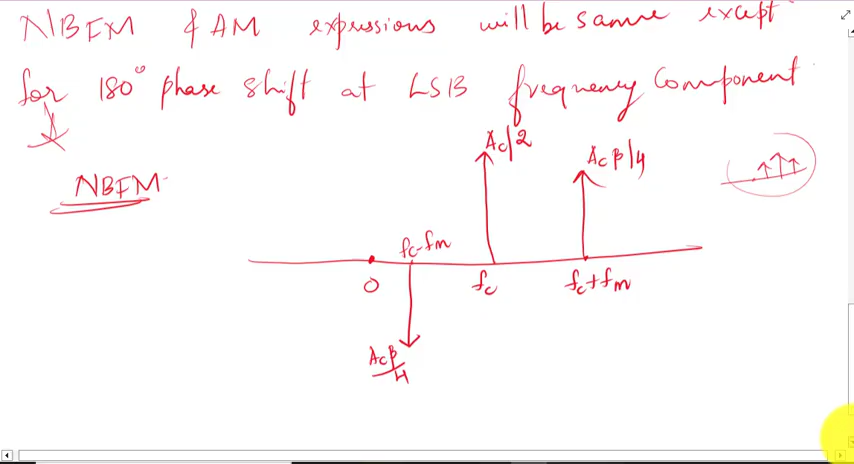 NBFM & AM expressions will be same except
for 180° phase shift at LSB frequency component
Ac/2
Acβ/4
NBFM
fc-fm
0
fc
fc+fm
Acβ/4